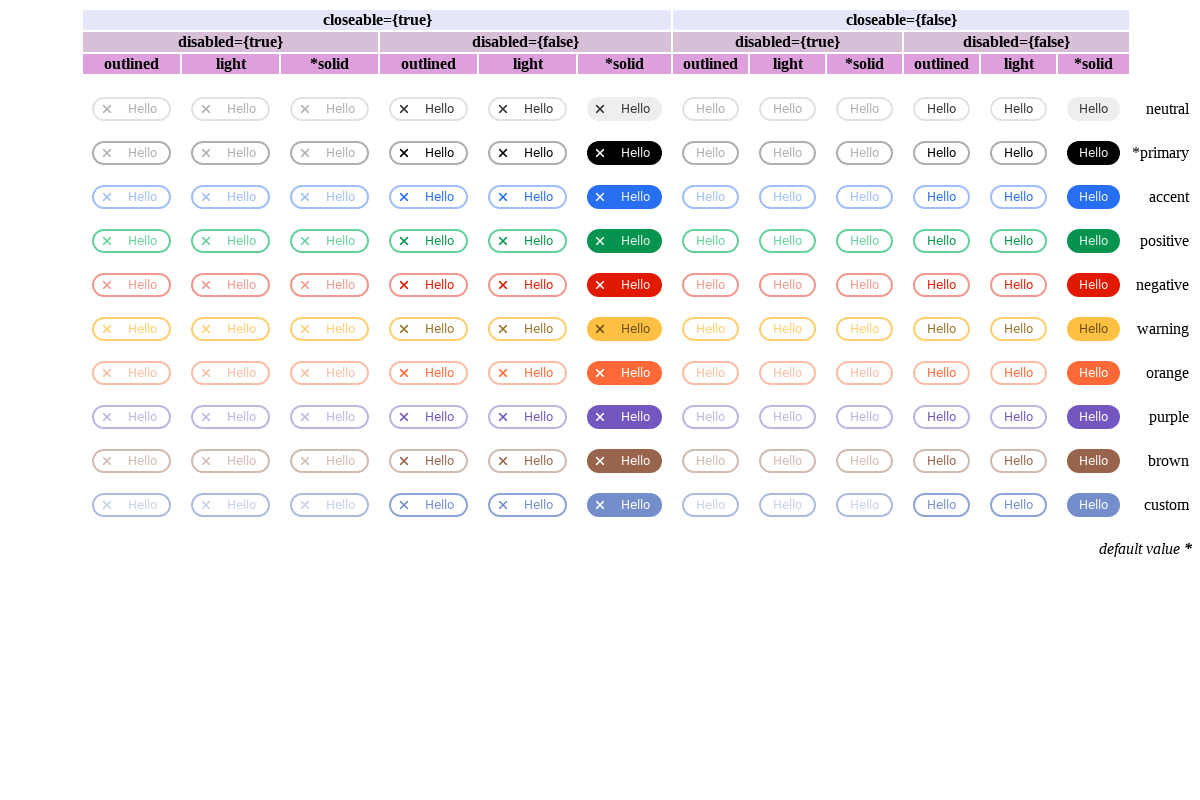 closeable={true} closeable={false}
disabled={true} disabled={false} disabled={true} disabled={false}
outlined light *solid outlined light *solid outlined light *solid outlined light *solid
Hello Hello Hello Hello Hello Hello Hello Hello Hello Hello Hello Hello neutral
Hello Hello Hello Hello Hello Hello Hello Hello Hello Hello Hello Hello *primary
Hello Hello Hello Hello Hello Hello Hello Hello Hello Hello Hello Hello accent
Hello Hello Hello Hello Hello Hello Hello Hello Hello Hello Hello Hello positive
Hello Hello Hello Hello Hello Hello Hello Hello Hello Hello Hello Hello negative
Hello Hello Hello Hello Hello Hello Hello Hello Hello Hello Hello Hello warning
Hello Hello Hello Hello Hello Hello Hello Hello Hello Hello Hello Hello orange
Hello Hello Hello Hello Hello Hello Hello Hello Hello Hello Hello Hello purple
Hello Hello Hello Hello Hello Hello Hello Hello Hello Hello Hello Hello brown
Hello Hello Hello Hello Hello Hello Hello Hello Hello Hello Hello Hello custom
default value *